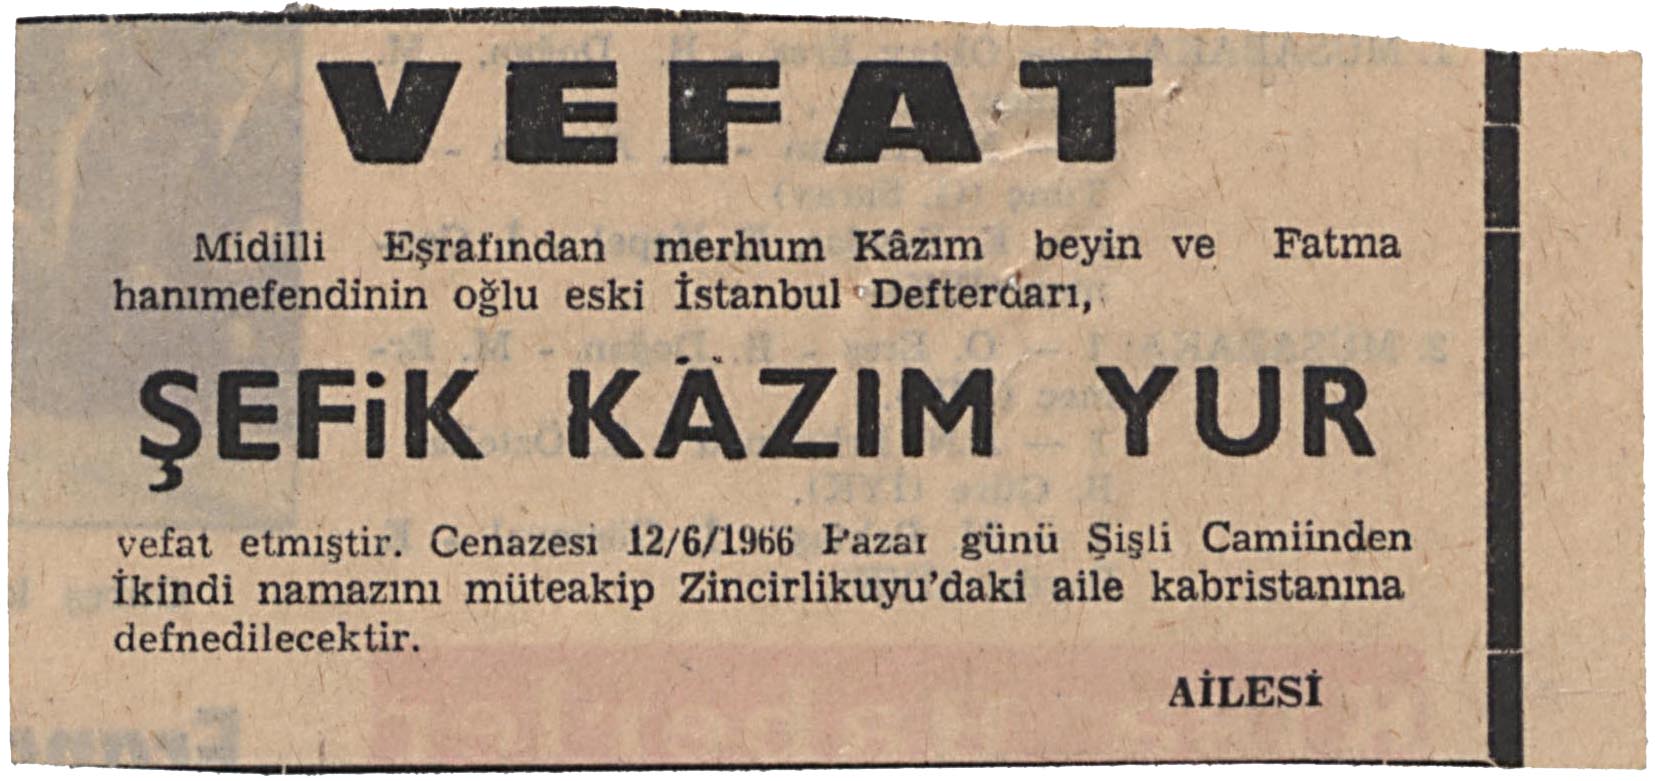 VEFAT
Midilli Eşrafından merhum Kâzım beyin ve Fatma
hanımefendinin oğlu eski İstanbul Defterdarı,
ŞEFiK KÂZIM YUR
vefat etmiştir. Cenazesi 12/6/1966 Pazar günü Şişli Camiinden
İkindi namazını müteakip Zincirlikuyu'daki aile kabristanına
defnedilecektir.
AİLESİ